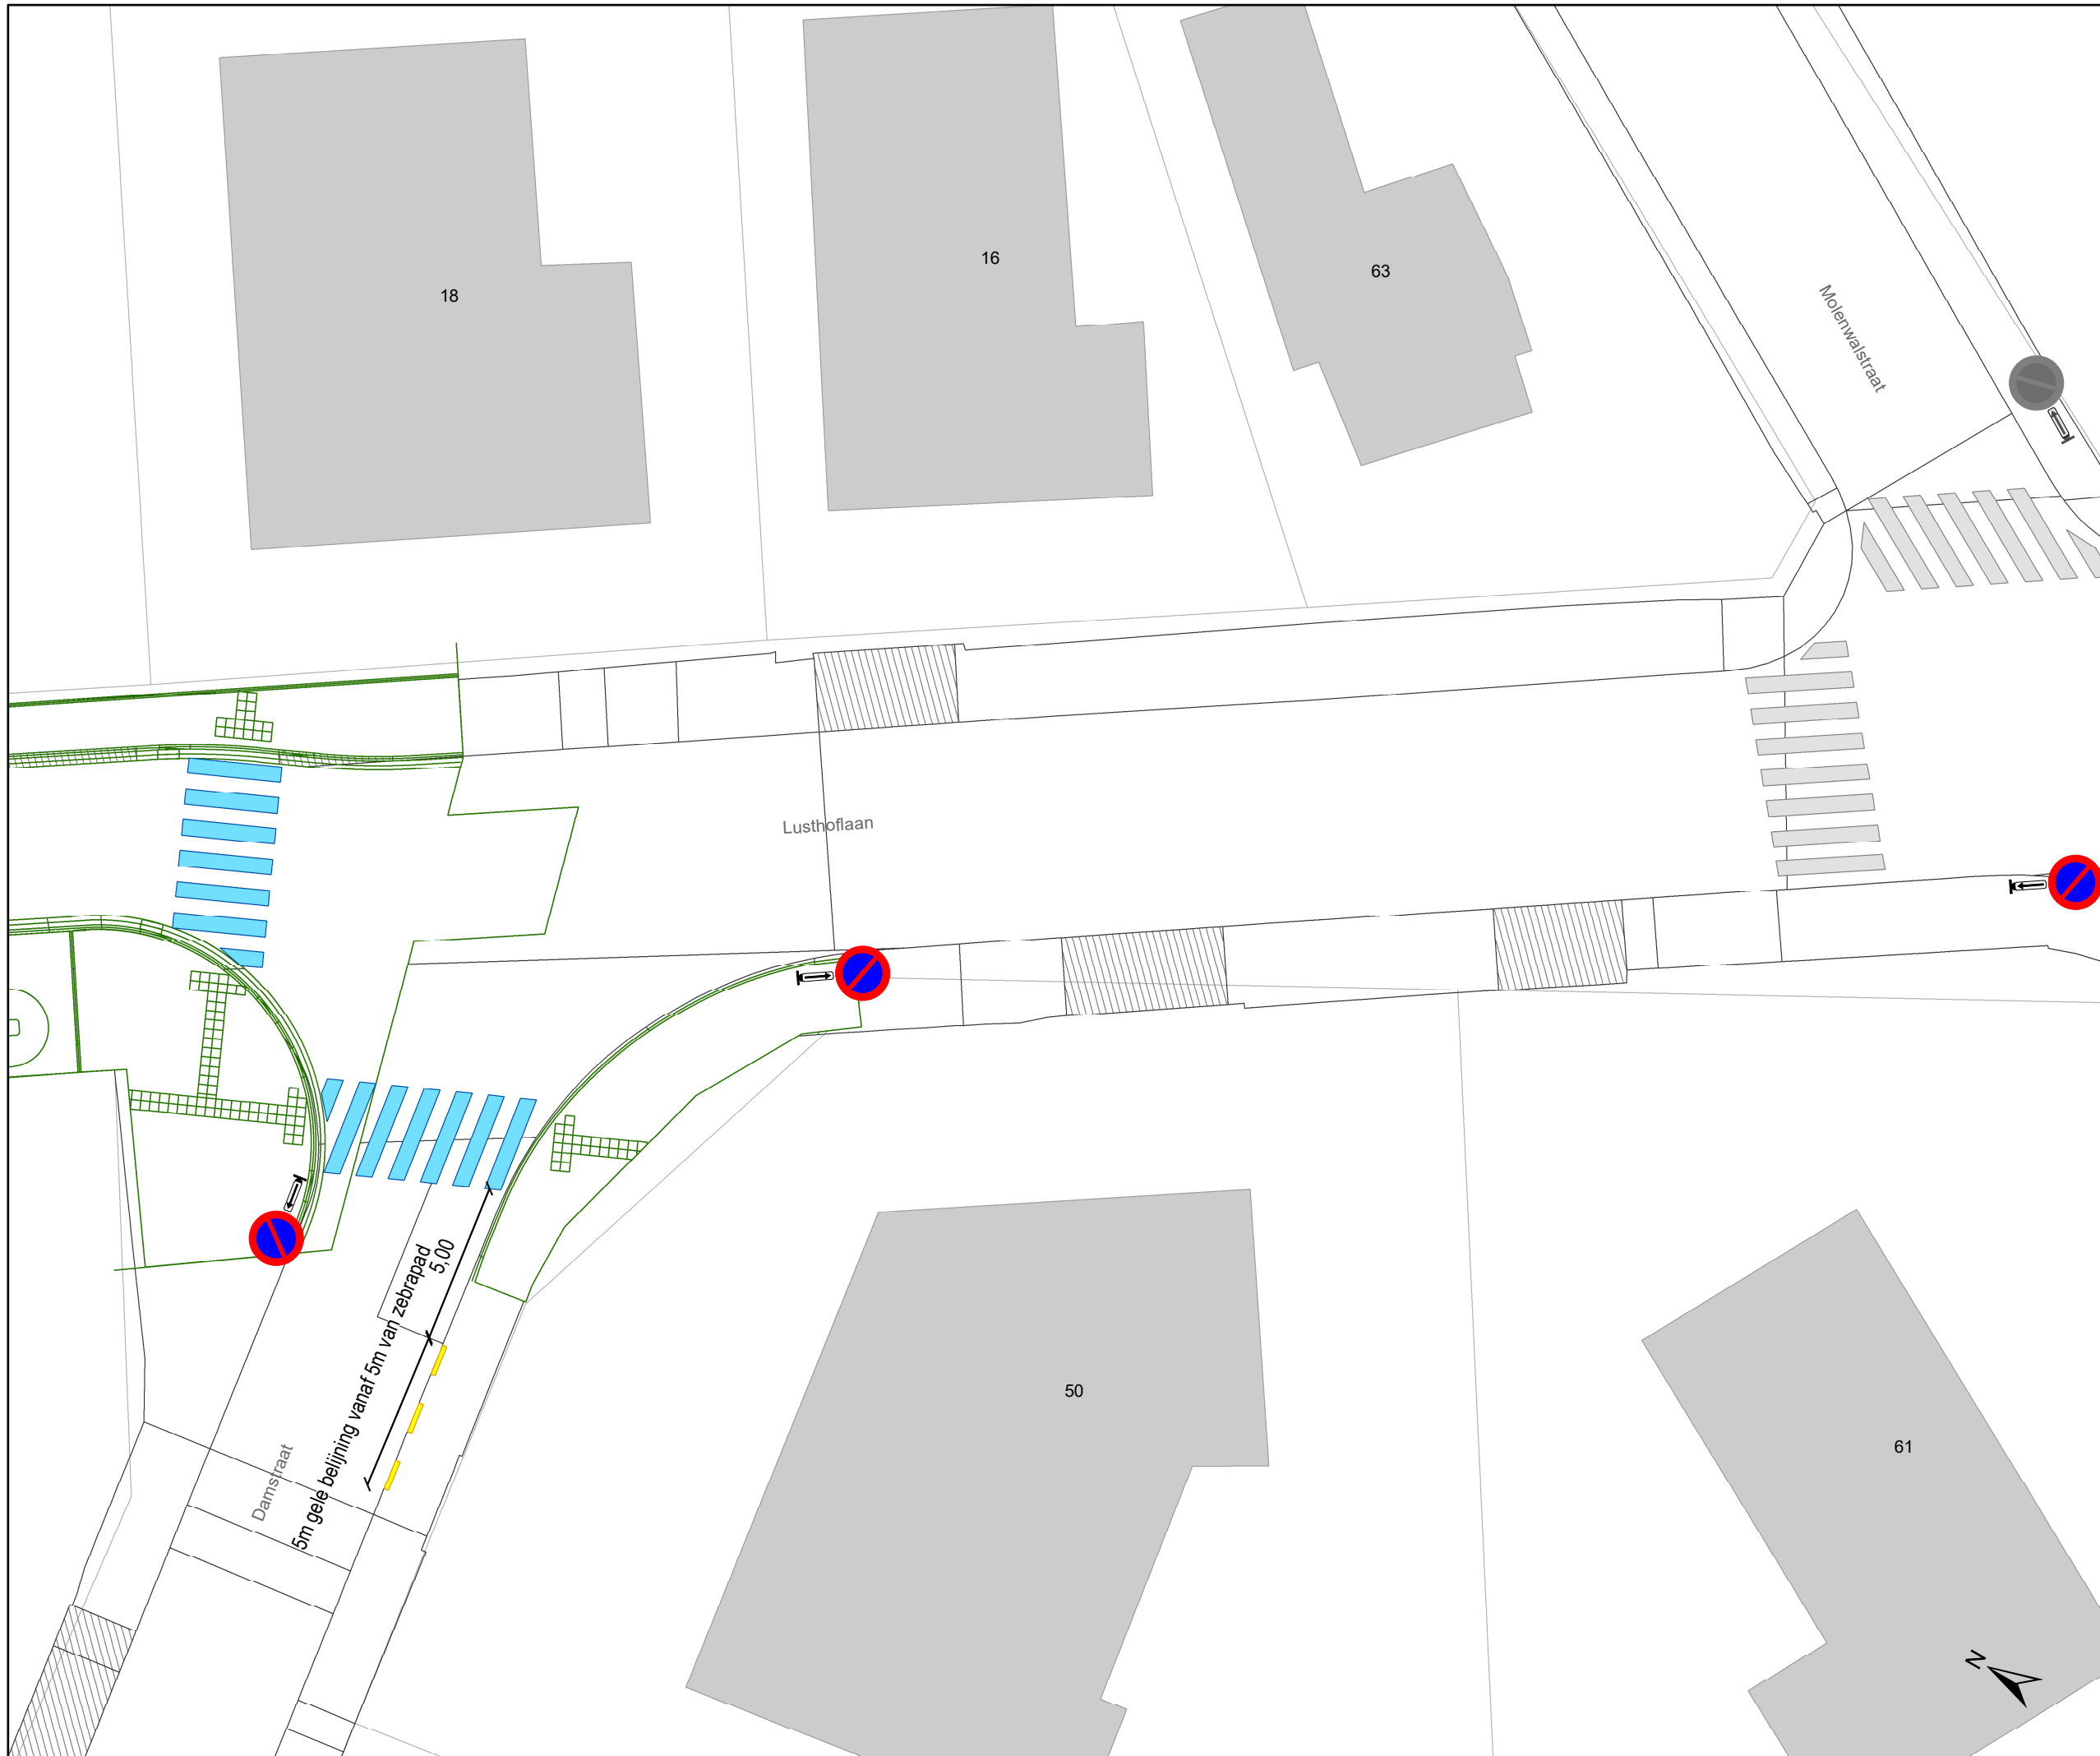 18
16
63
Molenwalstraat
Lusthoflaan
5,00
5m gele belijning vanaf 5m van zebrapad
Damstraat
50
61
N